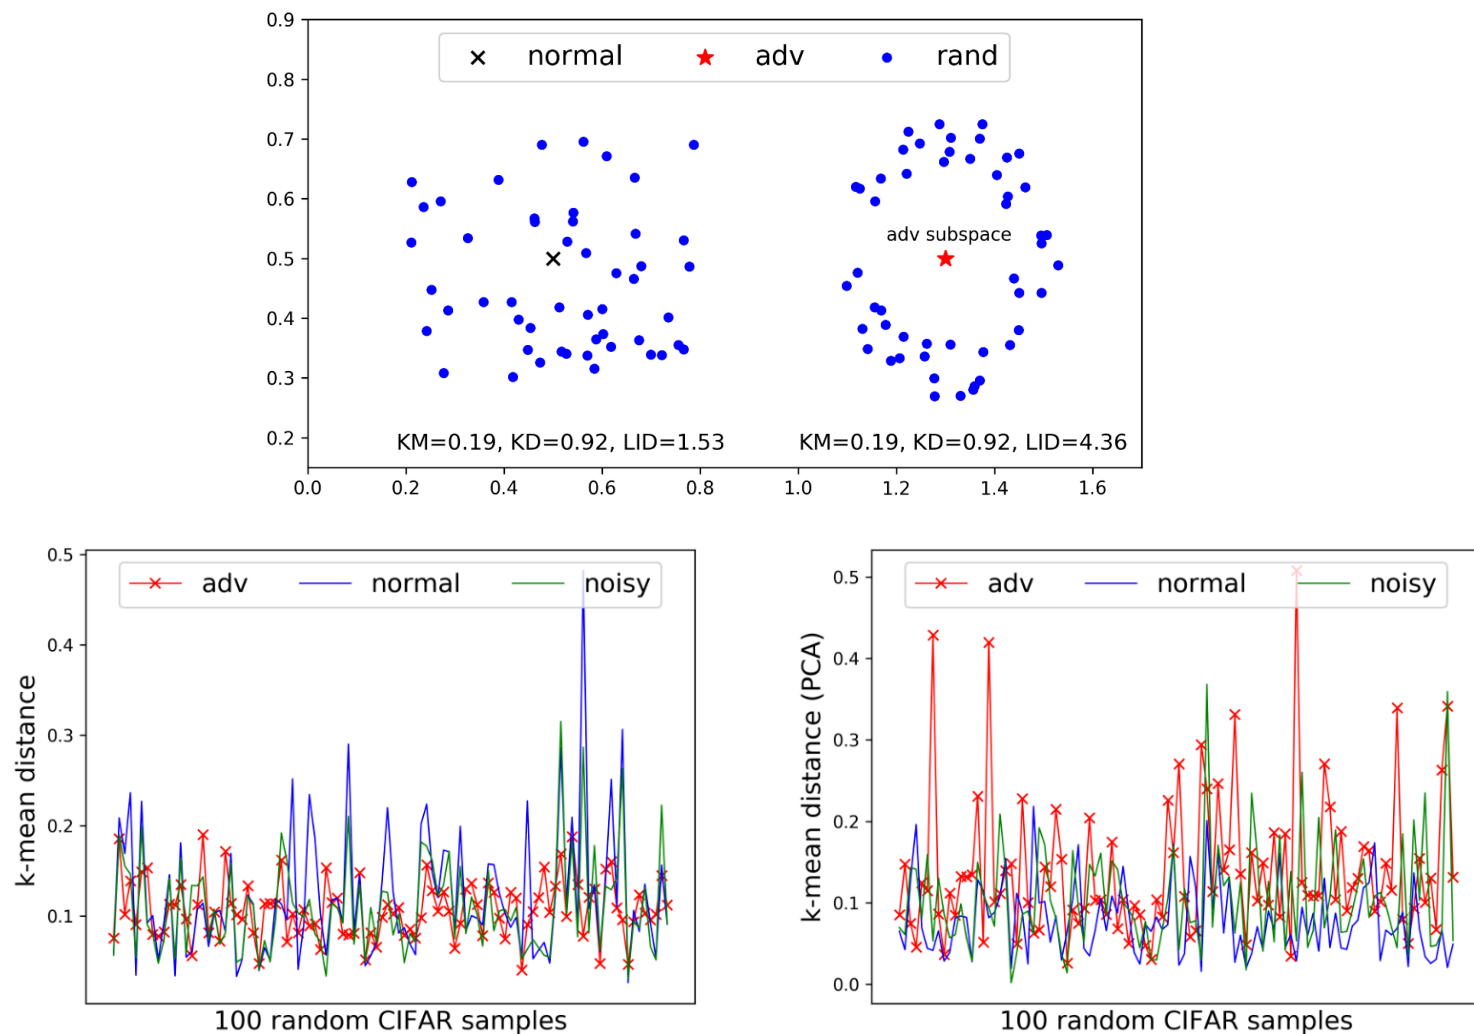 0.9
normal adv rand
0.8
0.7
0.6
adv subspace
0.5
0.4
0.3
0.2
KM=0.19, KD=0.92, LID=1.53 KM=0.19, KD=0.92, LID=4.36
0.0 0.2 0.4 0.6 0.8 1.0 1.2 1.4 1.6
0.5
adv normal noisy
0.4
0.3
0.2
0.1
k-mean distance
100 random CIFAR samples
0.5
adv normal noisy
0.4
0.3
0.2
0.1
0.0
k-mean distance (PCA)
100 random CIFAR samples